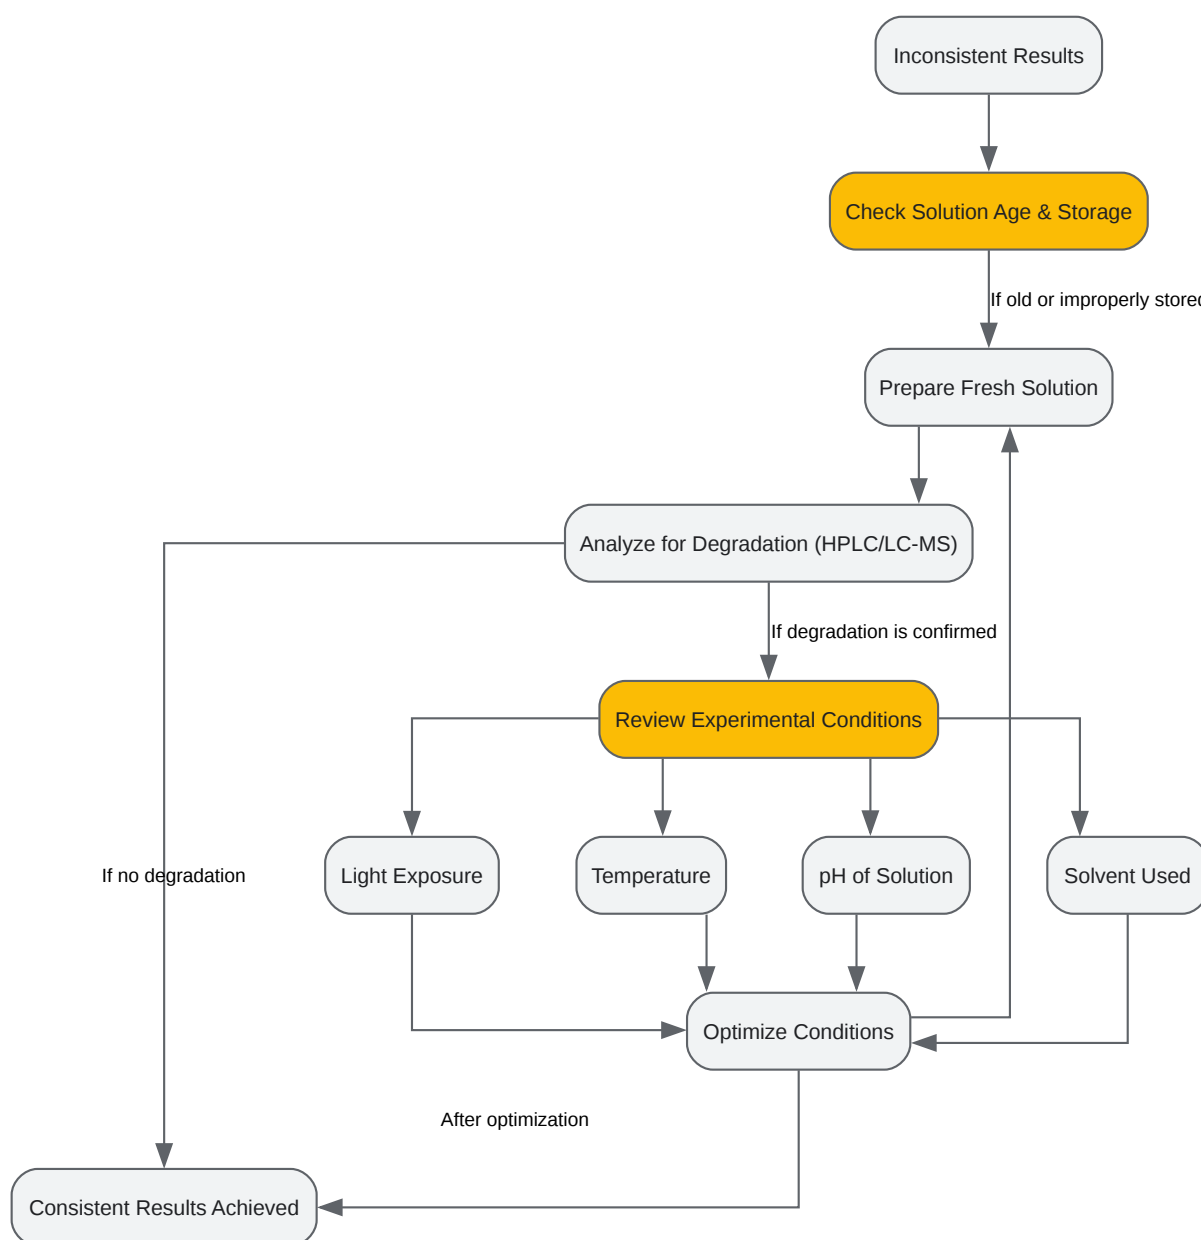 Inconsistent Results
Check Solution Age & Storage
If old or improperly stored
Prepare Fresh Solution
Analyze for Degradation (HPLC/LC-MS)
If degradation is confirmed
Review Experimental Conditions
If no degradation
Light Exposure
Temperature
pH of Solution
Solvent Used
Optimize Conditions
After optimization
Consistent Results Achieved